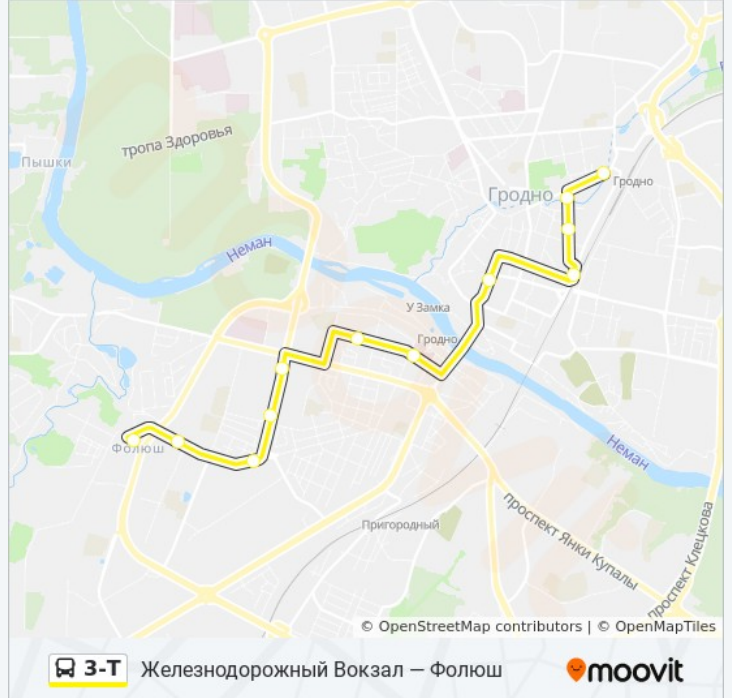 тропа Здоровья
Пышки
Гродно
Гродно
Неман
У Замка
Гродно
Фолюш
Неман
Пригородный
проспект Янки Купалы
проспект Клецкова
© OpenStreetMap contributors | © OpenMapTiles
3-Т Железнодорожный Вокзал — Фолюш
moovit